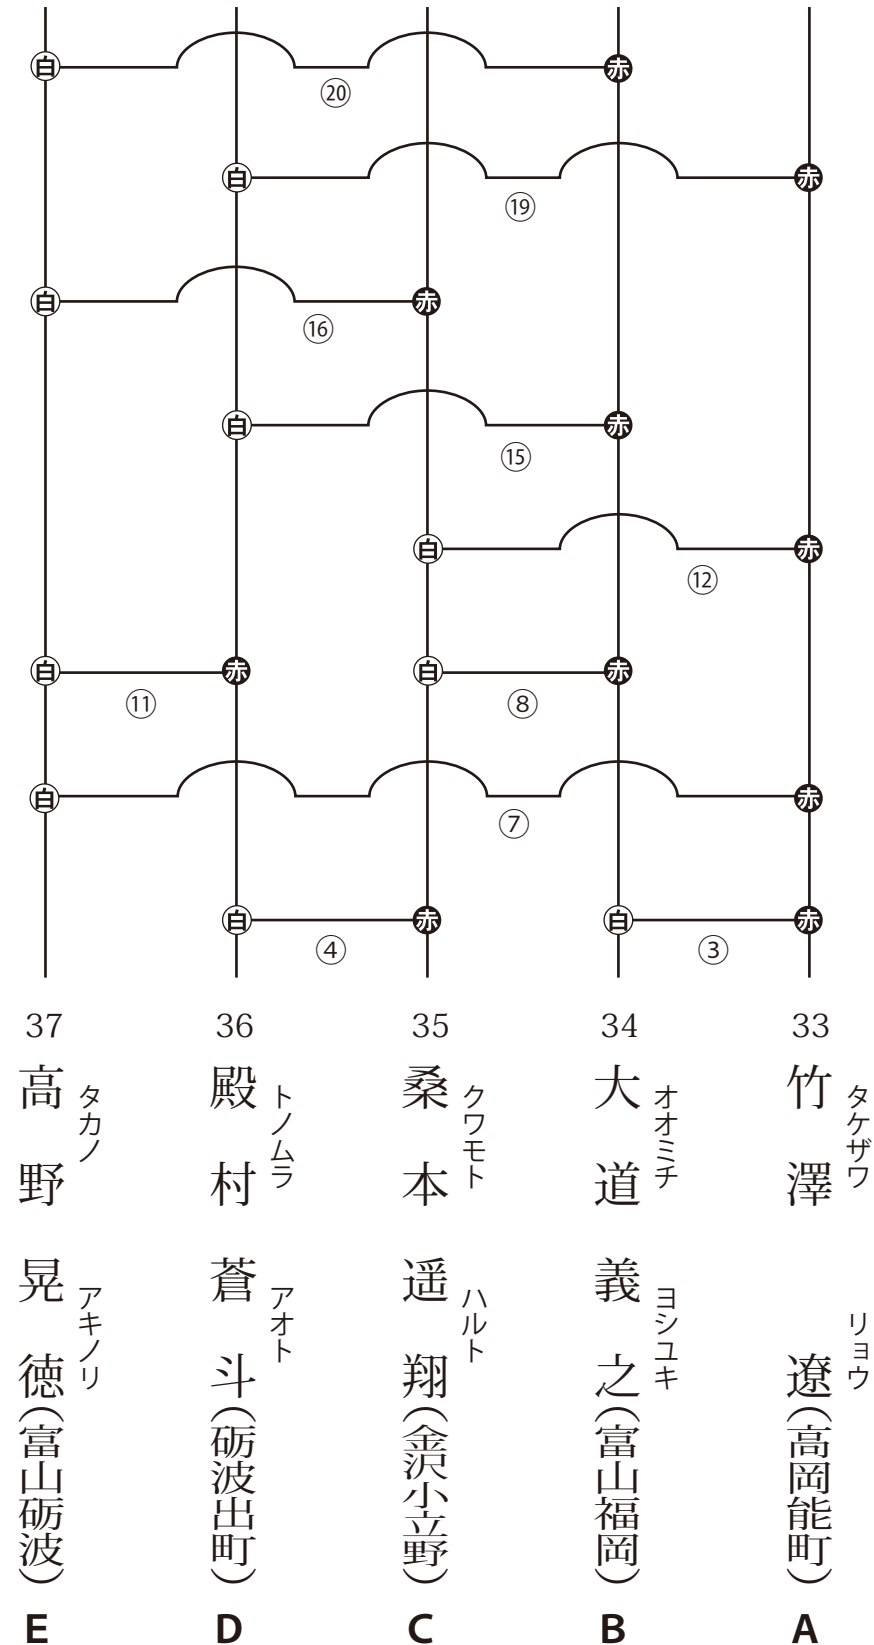 白 赤
⑳
白 赤
⑲
白 赤
⑯
白 赤
⑮
白 赤
⑫
白 赤 白 赤
⑪ ⑧
白 赤
⑦
白 赤 白 赤
④ ③
37 36 35 34 33
竹澤 遼(高岡能町)
タケザワ リョウ
A
大道義之(富山福岡)
オオミチ ヨシユキ
B
桑本遥翔(金沢小立野)
クワモト ハルト
C
殿村蒼斗(砺波出町)
トノムラ アオト
D
高野晃徳(富山砺波)
タカノ アキノリ
E